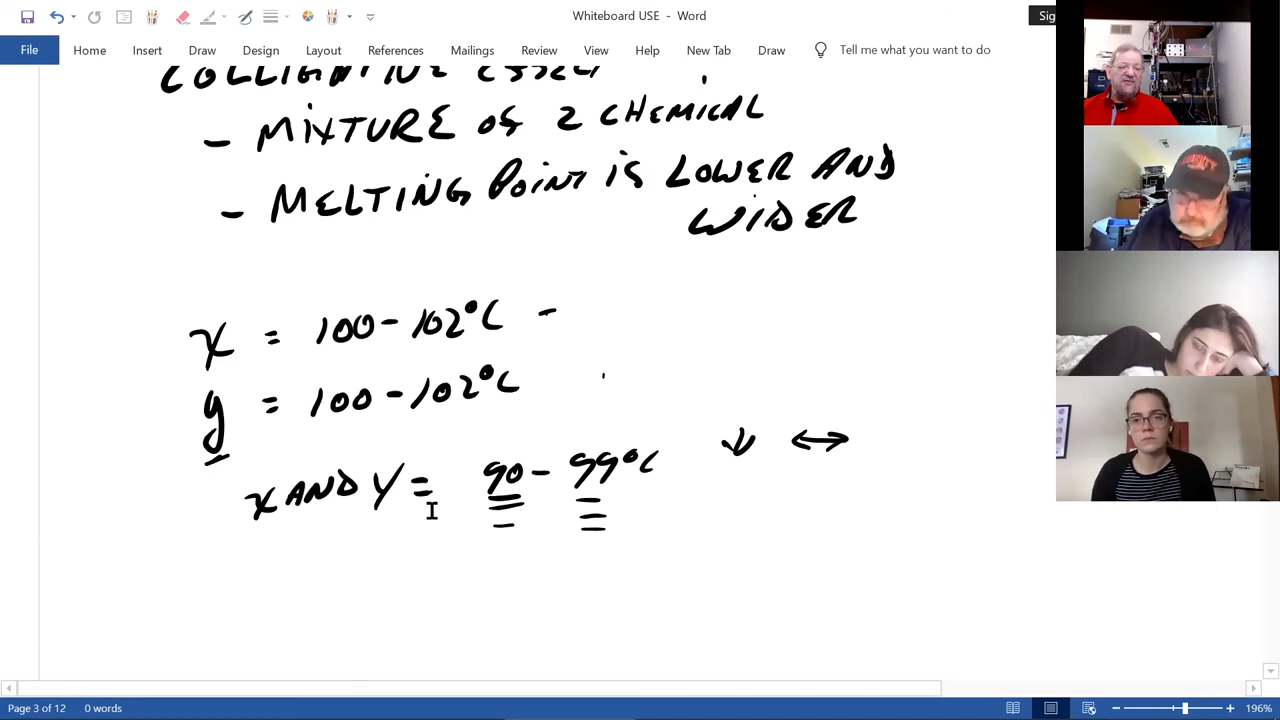 Whiteboard USE - Word
Sig
File Home Insert Draw Design Layout References Mailings Review View Help New Tab Draw Tell me what you want to do
- MIXTURE OF 2 CHEMICAL
- MELTING POINT IS LOWER AND
WIDER
X = 100-102°C -
y = 100-102°C
X AND Y = 90-99°C ↓ ↔
Page 3 of 12 0 words 196%